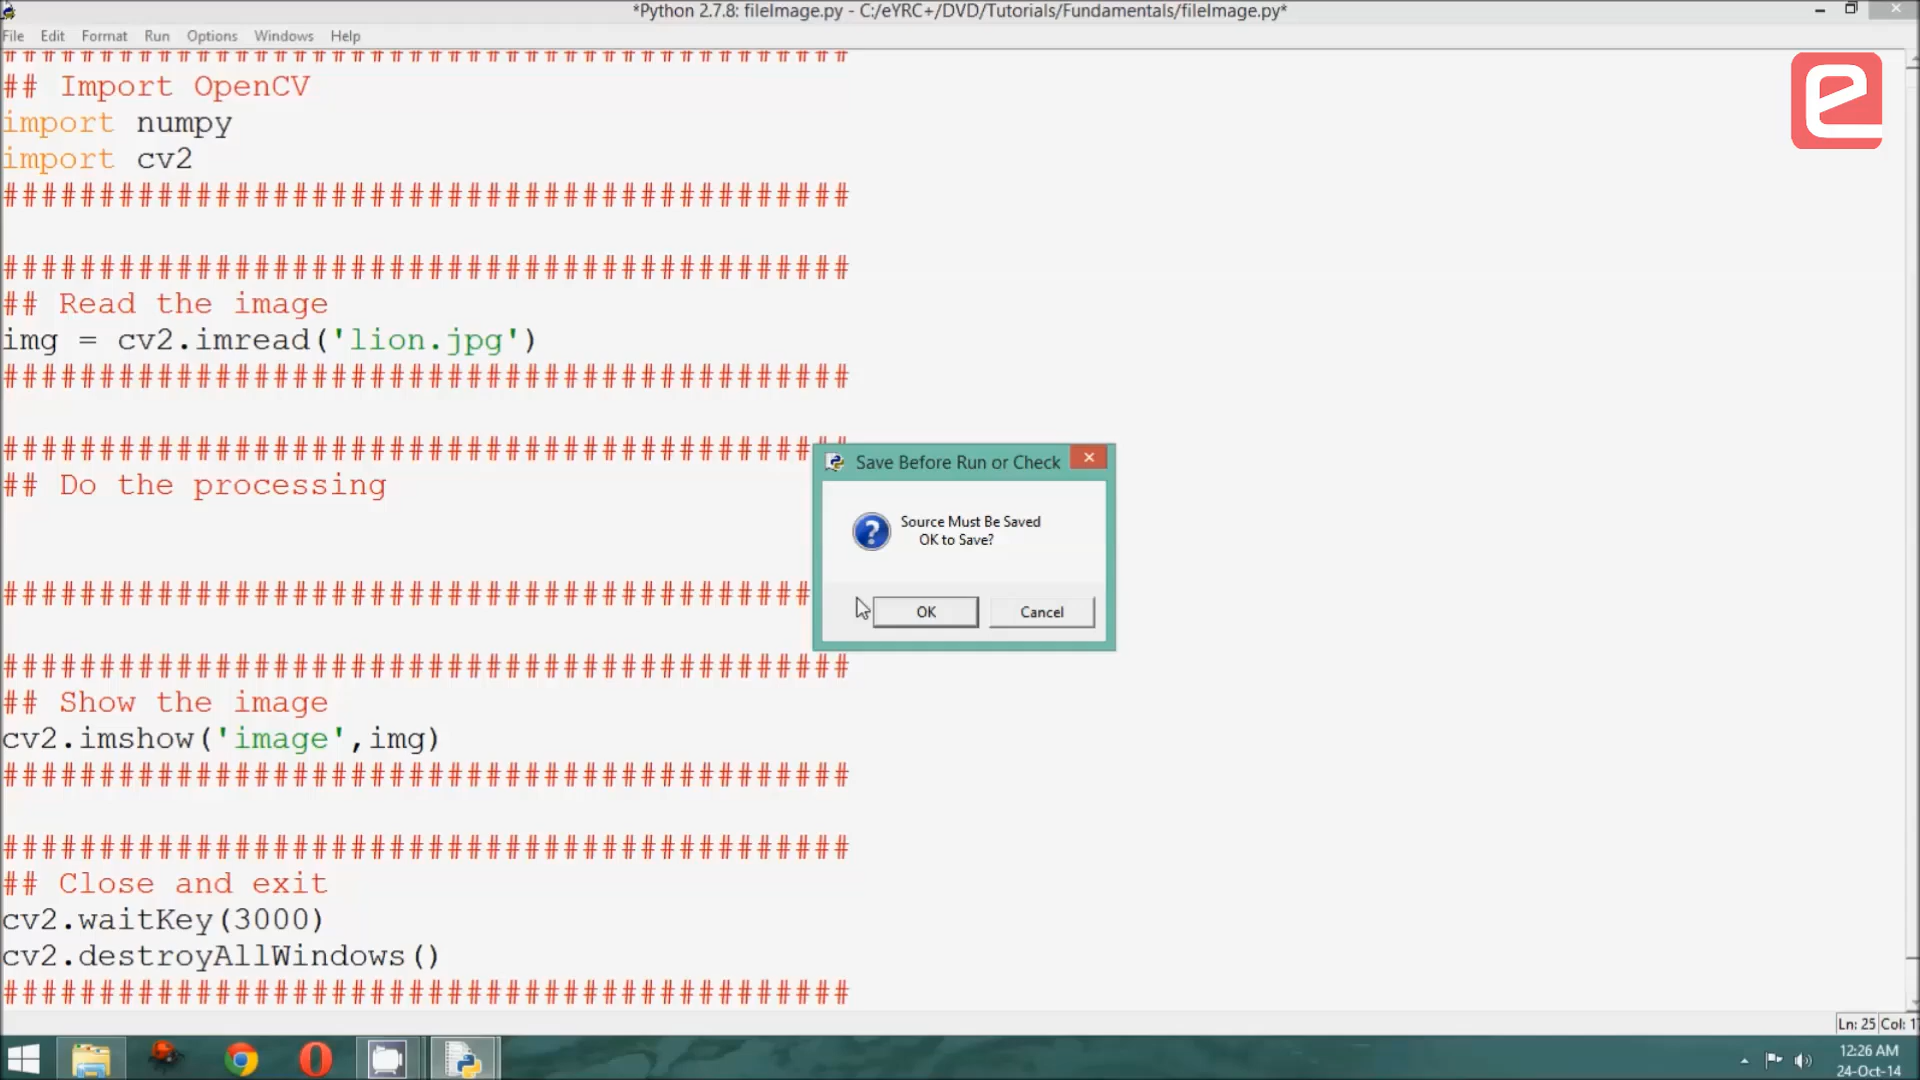 *Python 2.7.8: fileImage.py - C:/eYRC+/DVD/Tutorials/Fundamentals/fileImage.py*
File Edit Format Run Options Windows Help
############################################
## Import OpenCV
import numpy
import cv2
############################################
############################################
## Read the image
img = cv2.imread('lion.jpg')
############################################
############################################
## Do the processing
##########################################
############################################
## Show the image
cv2.imshow('image',img)
############################################
############################################
## Close and exit
cv2.waitKey(3000)
cv2.destroyAllWindows()
############################################
Save Before Run or Check
Source Must Be Saved
OK to Save?
OK Cancel
e
Ln: 25 Col: 1
12:26 AM
24-Oct-14